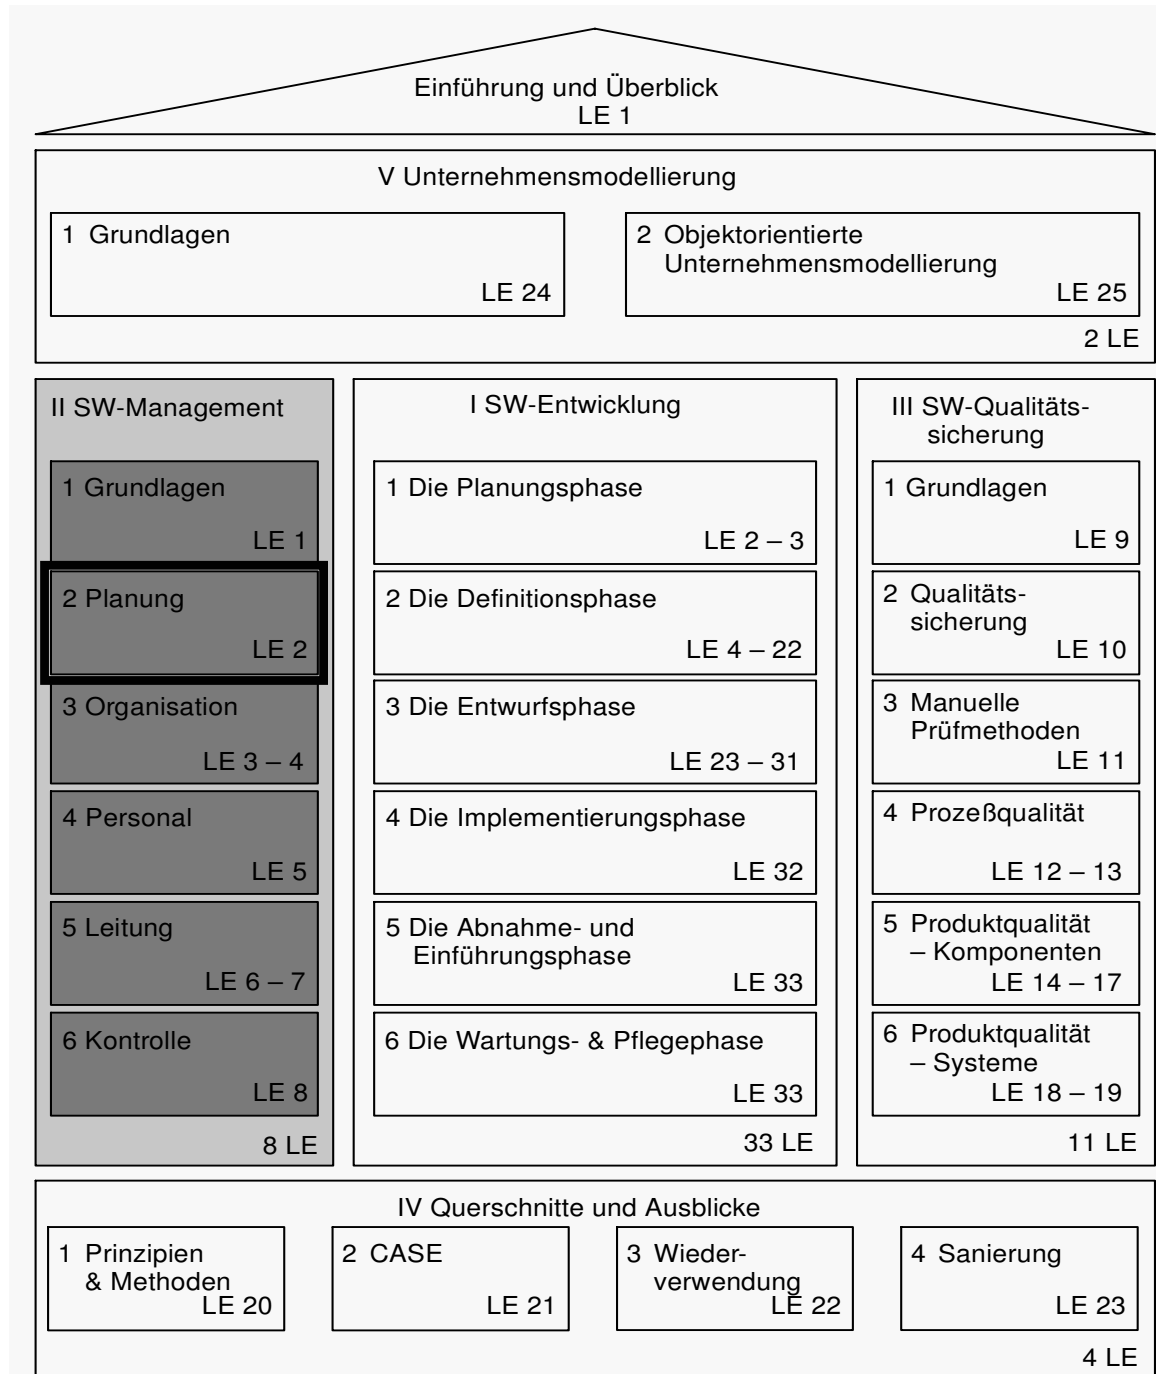 Einführung und Überblick
LE 1
V Unternehmensmodellierung
1 Grundlagen
LE 24
2 Objektorientierte
Unternehmensmodellierung
LE 25
2 LE
II SW-Management
1 Grundlagen
LE 1
2 Planung
LE 2
3 Organisation
LE 3 – 4
4 Personal
LE 5
5 Leitung
LE 6 – 7
6 Kontrolle
LE 8
8 LE
I SW-Entwicklung
1 Die Planungsphase
LE 2 – 3
2 Die Definitionsphase
LE 4 – 22
3 Die Entwurfsphase
LE 23 – 31
4 Die Implementierungsphase
LE 32
5 Die Abnahme- und
Einführungsphase
LE 33
6 Die Wartungs- & Pflegephase
LE 33
33 LE
III SW-Qualitäts-
sicherung
1 Grundlagen
LE 9
2 Qualitäts-
sicherung
LE 10
3 Manuelle
Prüfmethoden
LE 11
4 Prozeßqualität
LE 12 – 13
5 Produktqualität
– Komponenten
LE 14 – 17
6 Produktqualität
– Systeme
LE 18 – 19
11 LE
IV Querschnitte und Ausblicke
1 Prinzipien
& Methoden
LE 20
2 CASE
LE 21
3 Wieder-
verwendung
LE 22
4 Sanierung
LE 23
4 LE